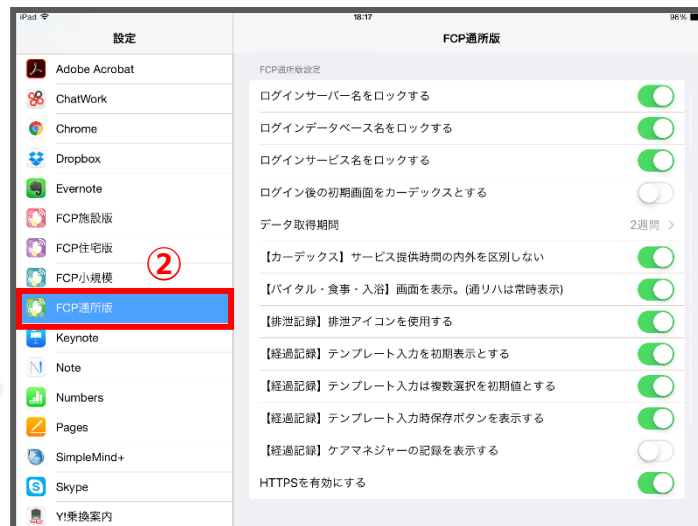 iPad 18:17 96%
設定
FCP通所版
Adobe Acrobat
ChatWork
Chrome
Dropbox
Evernote
FCP施設版
FCP住宅版
②
FCP小規模
FCP通所版
Keynote
Note
Numbers
Pages
SimpleMind+
Skype
Y!乗換案内
FCP通所版設定
ログインサーバー名をロックする
ログインデータベース名をロックする
ログインサービス名をロックする
ログイン後の初期画面をカーデックスとする
データ取得期間 2週間 >
【カーデックス】サービス提供時間の内外を区別しない
【バイタル・食事・入浴】画面を表示。(通リハは常時表示)
【排泄記録】排泄アイコンを使用する
【経過記録】テンプレート入力を初期表示とする
【経過記録】テンプレート入力は複数選択を初期値とする
【経過記録】テンプレート入力時保存ボタンを表示する
【経過記録】ケアマネジャーの記録を表示する
HTTPSを有効にする